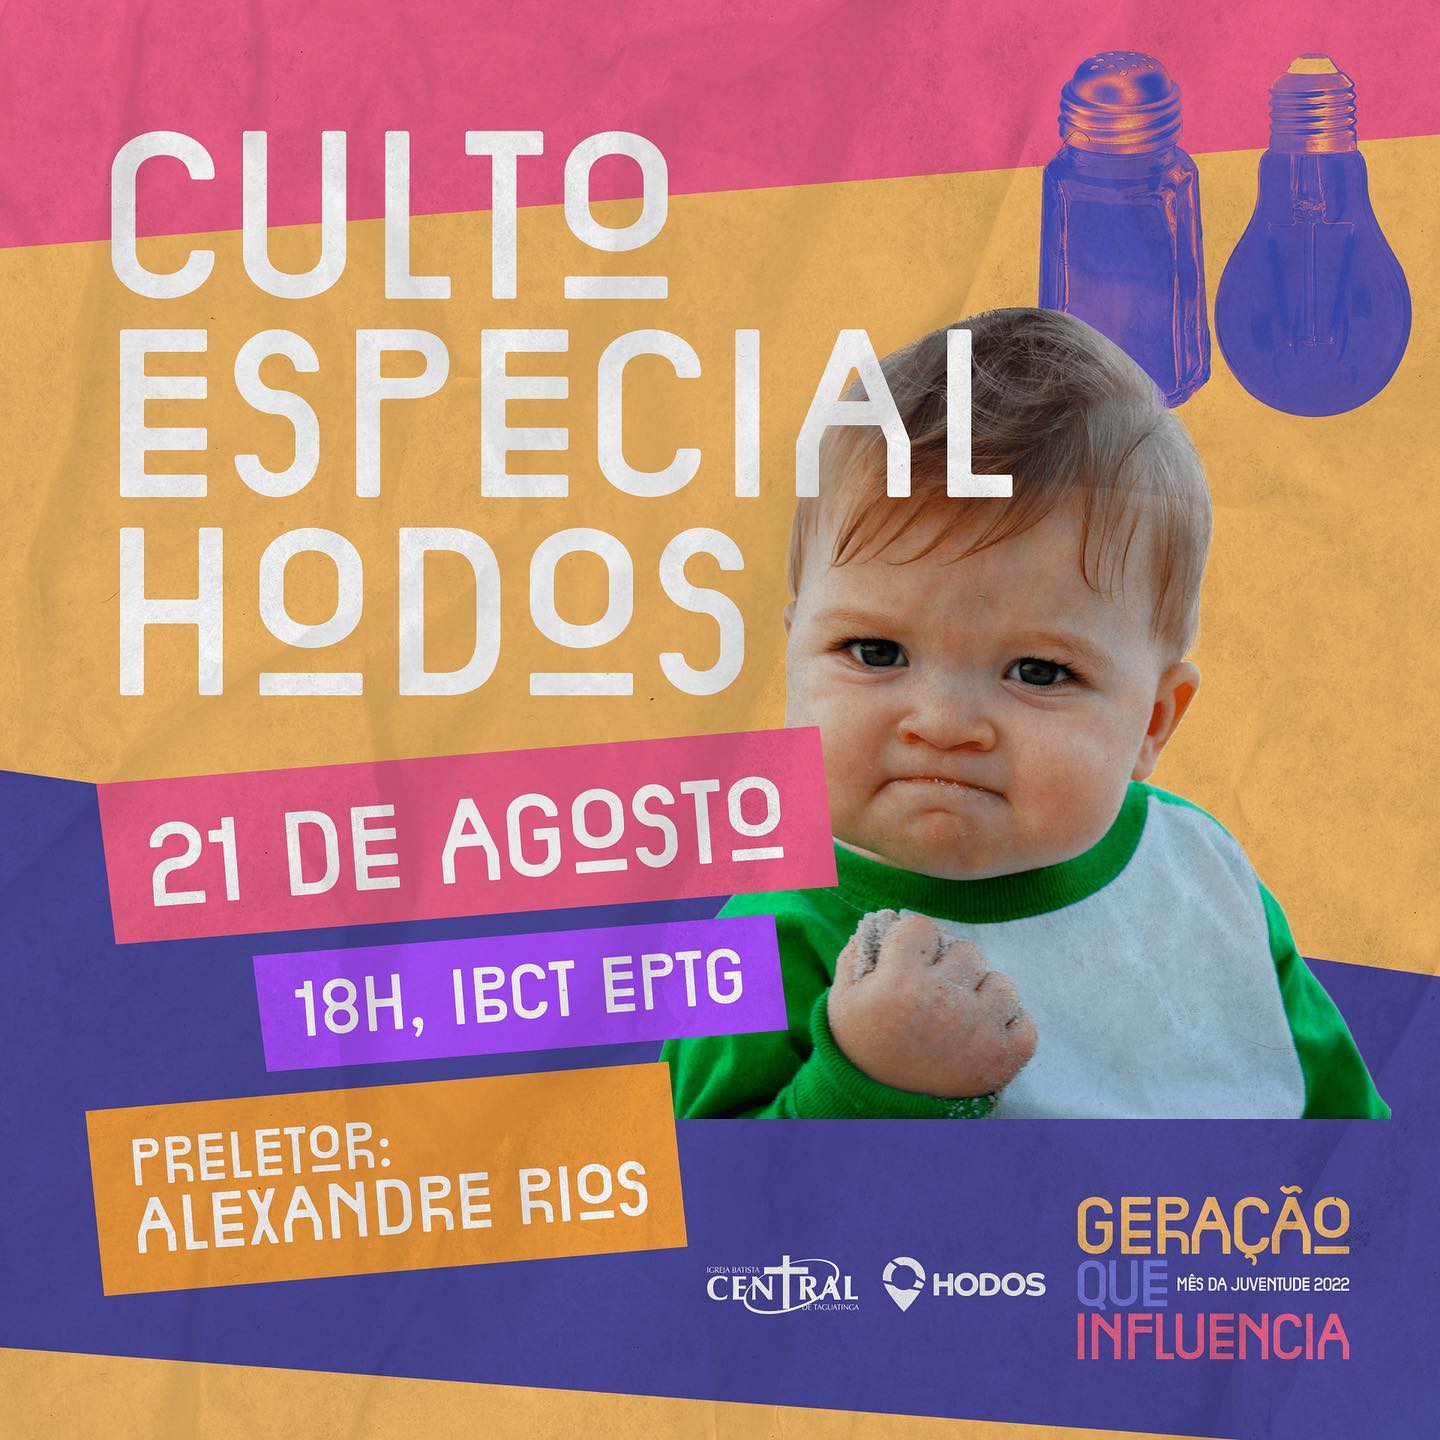 CULTO
ESPECIAL
HODOS
21 DE AGOSTO
18H, IBCT EPTG
PRELETOR:
ALEXANDRE RIOS
IGREJA BATISTA
CENTRAL
DE TAGUATINGA
HODOS
GERAÇÃO
QUE MÊS DA JUVENTUDE 2022
INFLUENCIA